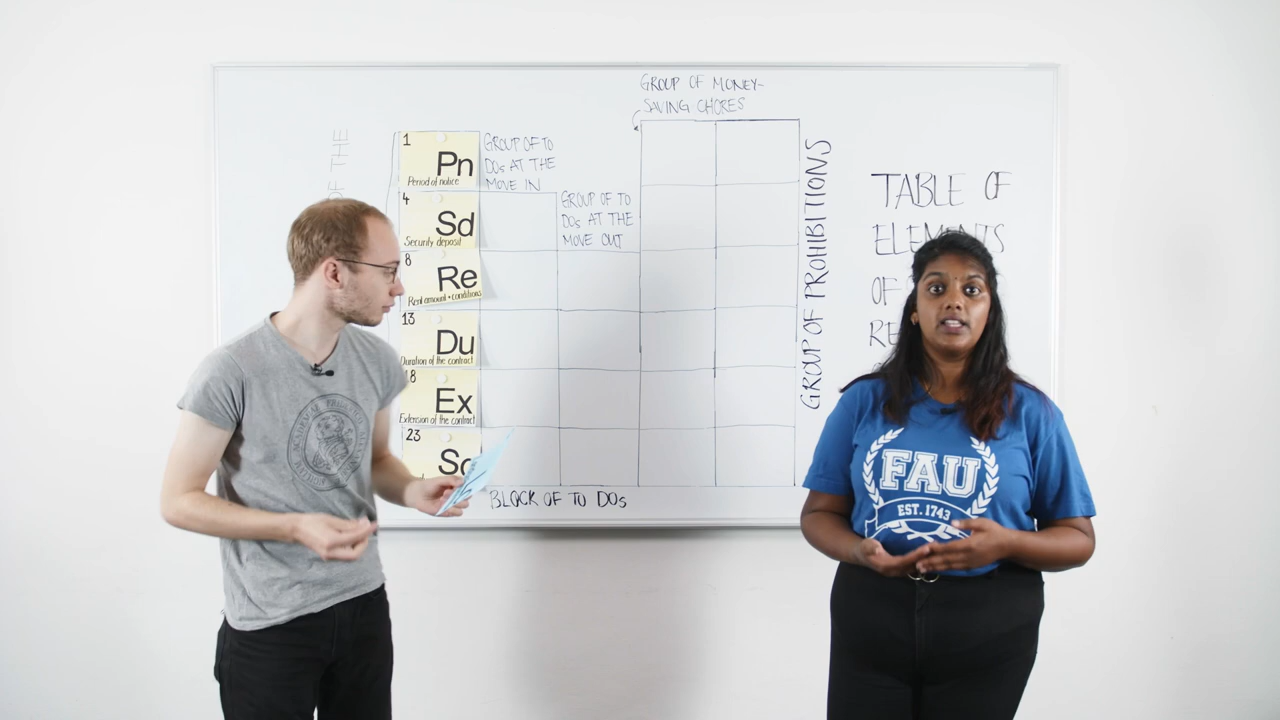 GROUP OF MONEY-
SAVING CHORES
OF THE
1
Pn
Period of notice
GROUP OF TO
DOs AT THE
MOVE IN
4
Sd
Security deposit
GROUP OF TO
DOs AT THE
MOVE OUT
8
Re
Rent amount + conditions
13
Du
Duration of the contract
8
Ex
Extension of the contract
23
BLOCK OF TO DOs
GROUP OF PROHIBITIONS
TABLE OF
ELEMENTS
OF
RE
FAU
EST. 1743